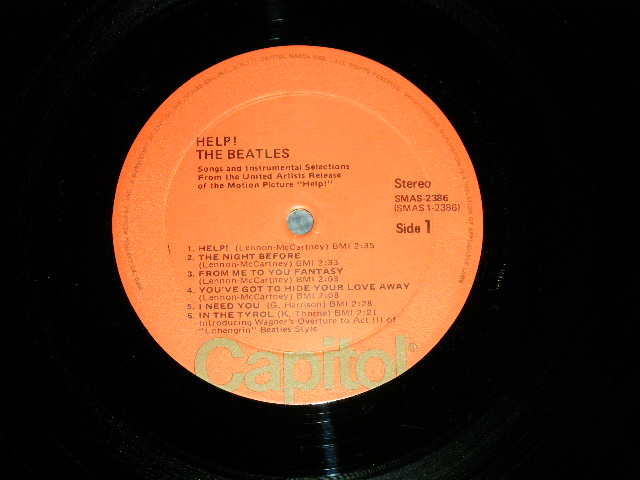 HELP!
THE BEATLES
Songs and Instrumental Selections
From the United Artists Release
of the Motion Picture "Help!"
Stereo
SMAS-2386
(SMAS 1-2386)
Side 1
1. HELP! (Lennon-McCartney) BMI 2:35
2. THE NIGHT BEFORE
(Lennon-McCartney) BMI 2:33
3. FROM ME TO YOU FANTASY
(Lennon-McCartney) BMI 2:03
4. YOU'VE GOT TO HIDE YOUR LOVE AWAY
(Lennon-McCartney) BMI 2:08
5. I NEED YOU (G. Harrison) BMI 2:28
6. IN THE TYROL (K. Thorne) BMI 2:21
Introducing Wagner's Overture to Act III of
"Lohengrin" Beatles Style
Capitol®